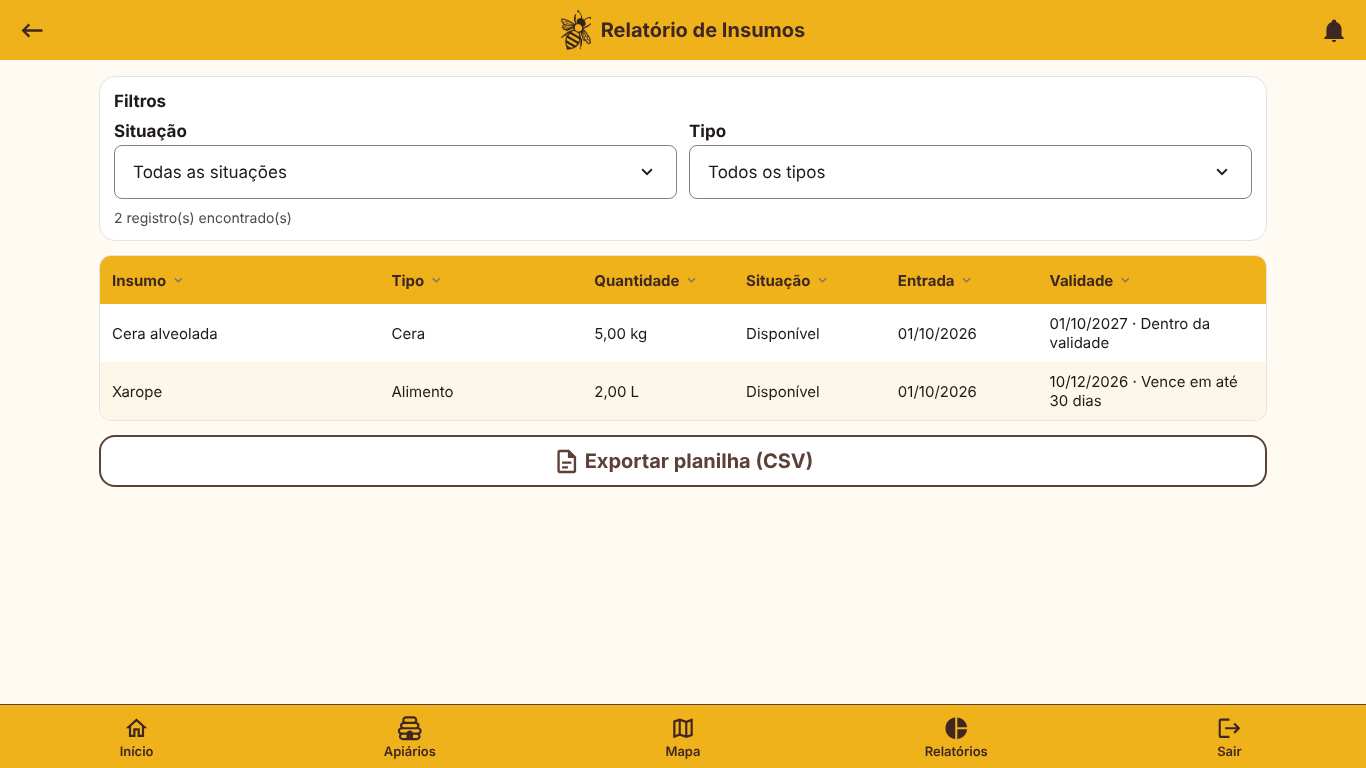 Relatório de Insumos
Filtros
Situação
Tipo
Todas as situações
Todos os tipos
2 registro(s) encontrado(s)
Insumo Tipo Quantidade Situação Entrada Validade
Cera alveolada Cera 5,00 kg Disponível 01/10/2026 01/10/2027 · Dentro da
validade
Xarope Alimento 2,00 L Disponível 01/10/2026 10/12/2026 · Vence em até
30 dias
Exportar planilha (CSV)
Início Apiários Mapa Relatórios Sair